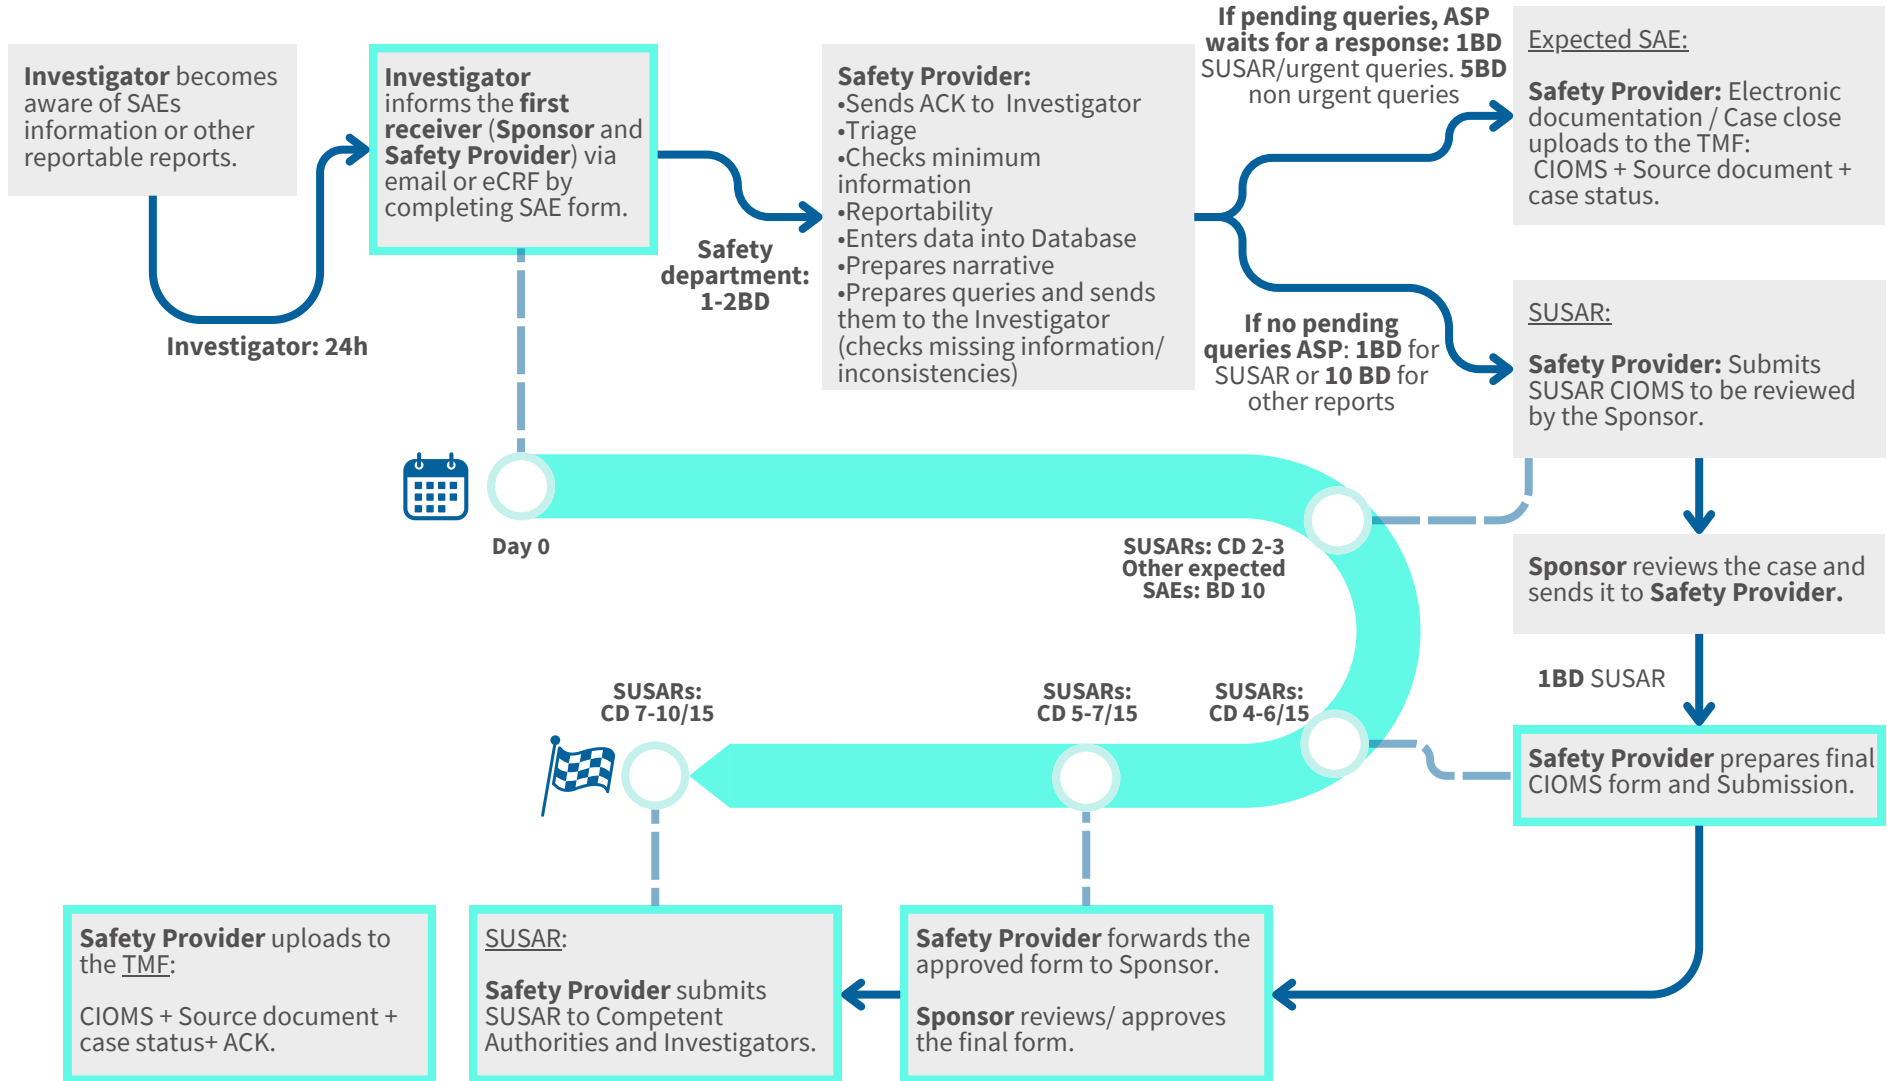 Investigator becomes
aware of SAEs
information or other
reportable reports.
Investigator: 24h
Investigator
informs the first
receiver (Sponsor and
Safety Provider) via
email or eCRF by
completing SAE form.
Safety
department:
1-2BD
Safety Provider:
•Sends ACK to  Investigator
•Triage
•Checks minimum
information
•Reportability
•Enters data into Database
•Prepares narrative
•Prepares queries and sends
them to the Investigator
(checks missing information/
inconsistencies)
If pending queries, ASP
waits for a response: 1BD
SUSAR/urgent queries. 5BD
non urgent queries
Expected SAE:
Safety Provider: Electronic
documentation / Case close
uploads to the TMF:
CIOMS + Source document +
case status.
If no pending
queries ASP: 1BD for
SUSAR or 10 BD for
other reports
SUSAR:
Safety Provider: Submits
SUSAR CIOMS to be reviewed
by the Sponsor.
Day 0
SUSARs: CD 2-3
Other expected
SAEs: BD 10
Sponsor reviews the case and
sends it to Safety Provider.
1BD SUSAR
SUSARs:
CD 7-10/15
SUSARs:
CD 5-7/15
SUSARs:
CD 4-6/15
Safety Provider prepares final
CIOMS form and Submission.
Safety Provider uploads to
the TMF:
CIOMS + Source document +
case status+ ACK.
SUSAR:
Safety Provider submits
SUSAR to Competent
Authorities and Investigators.
Safety Provider forwards the
approved form to Sponsor.
Sponsor reviews/ approves
the final form.